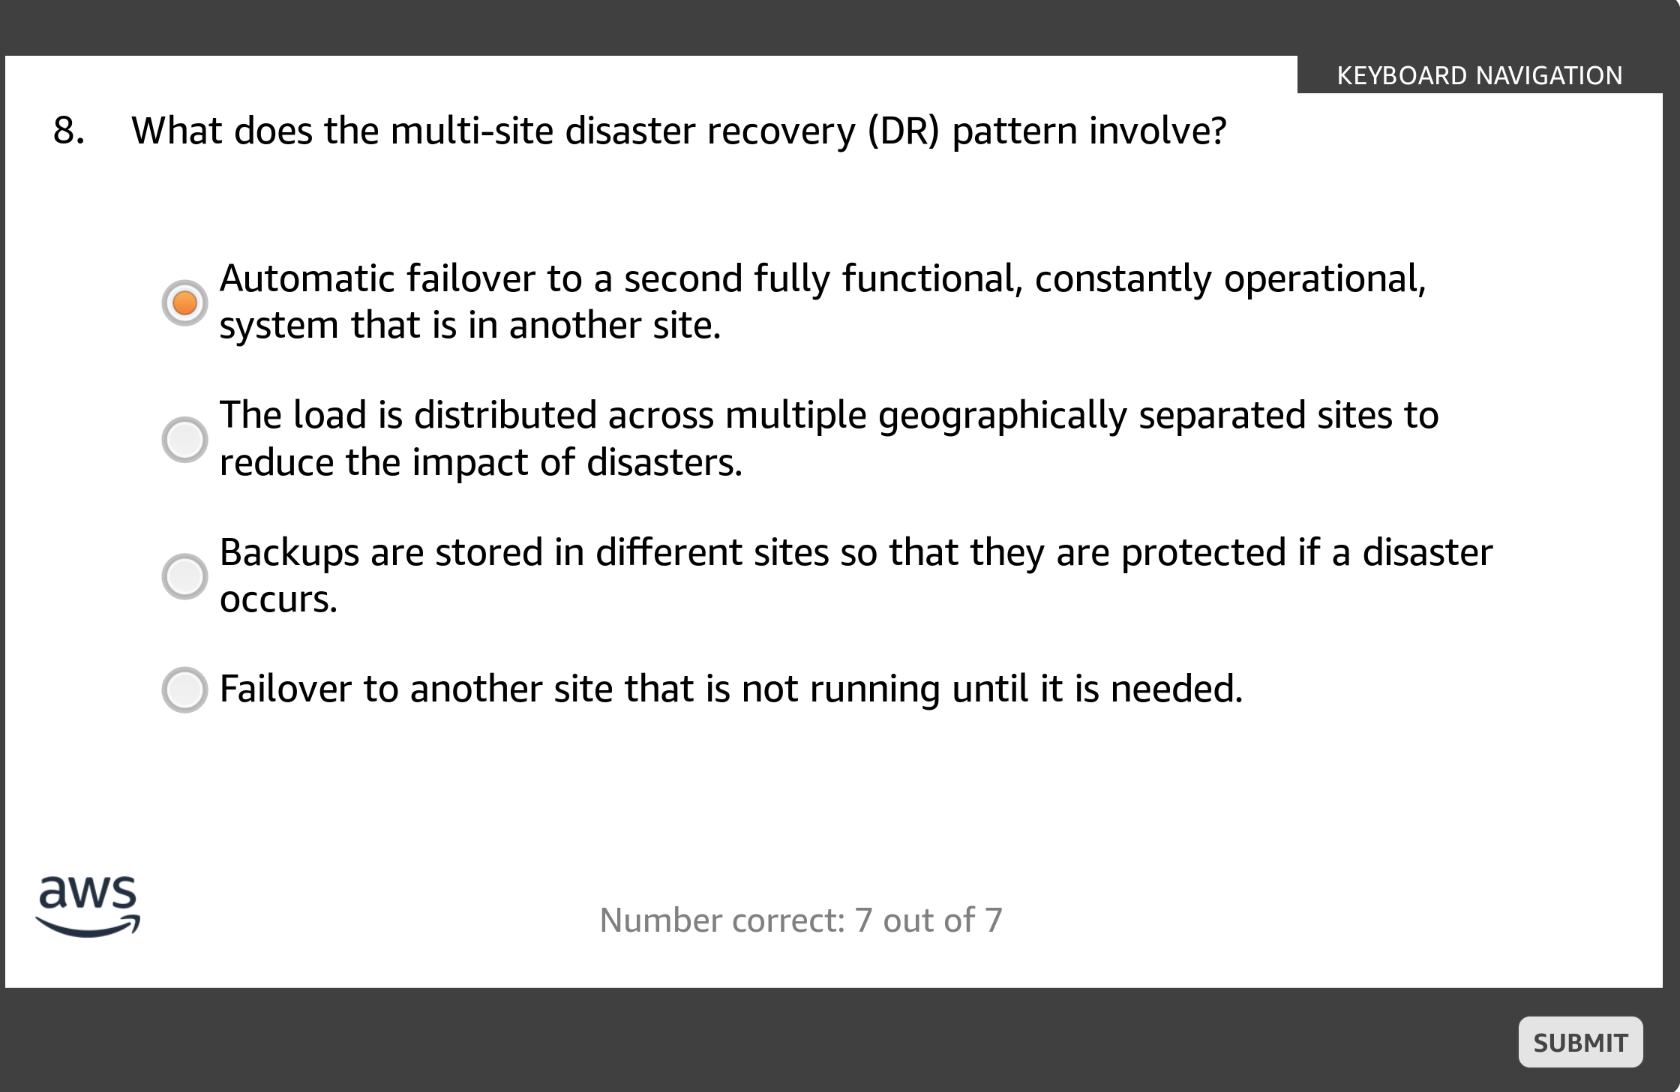 KEYBOARD NAVIGATION
8. What does the multi-site disaster recovery (DR) pattern involve?
Automatic failover to a second fully functional, constantly operational,
system that is in another site.
The load is distributed across multiple geographically separated sites to
reduce the impact of disasters.
Backups are stored in different sites so that they are protected if a disaster
occurs.
Failover to another site that is not running until it is needed.
aws
Number correct: 7 out of 7
SUBMIT